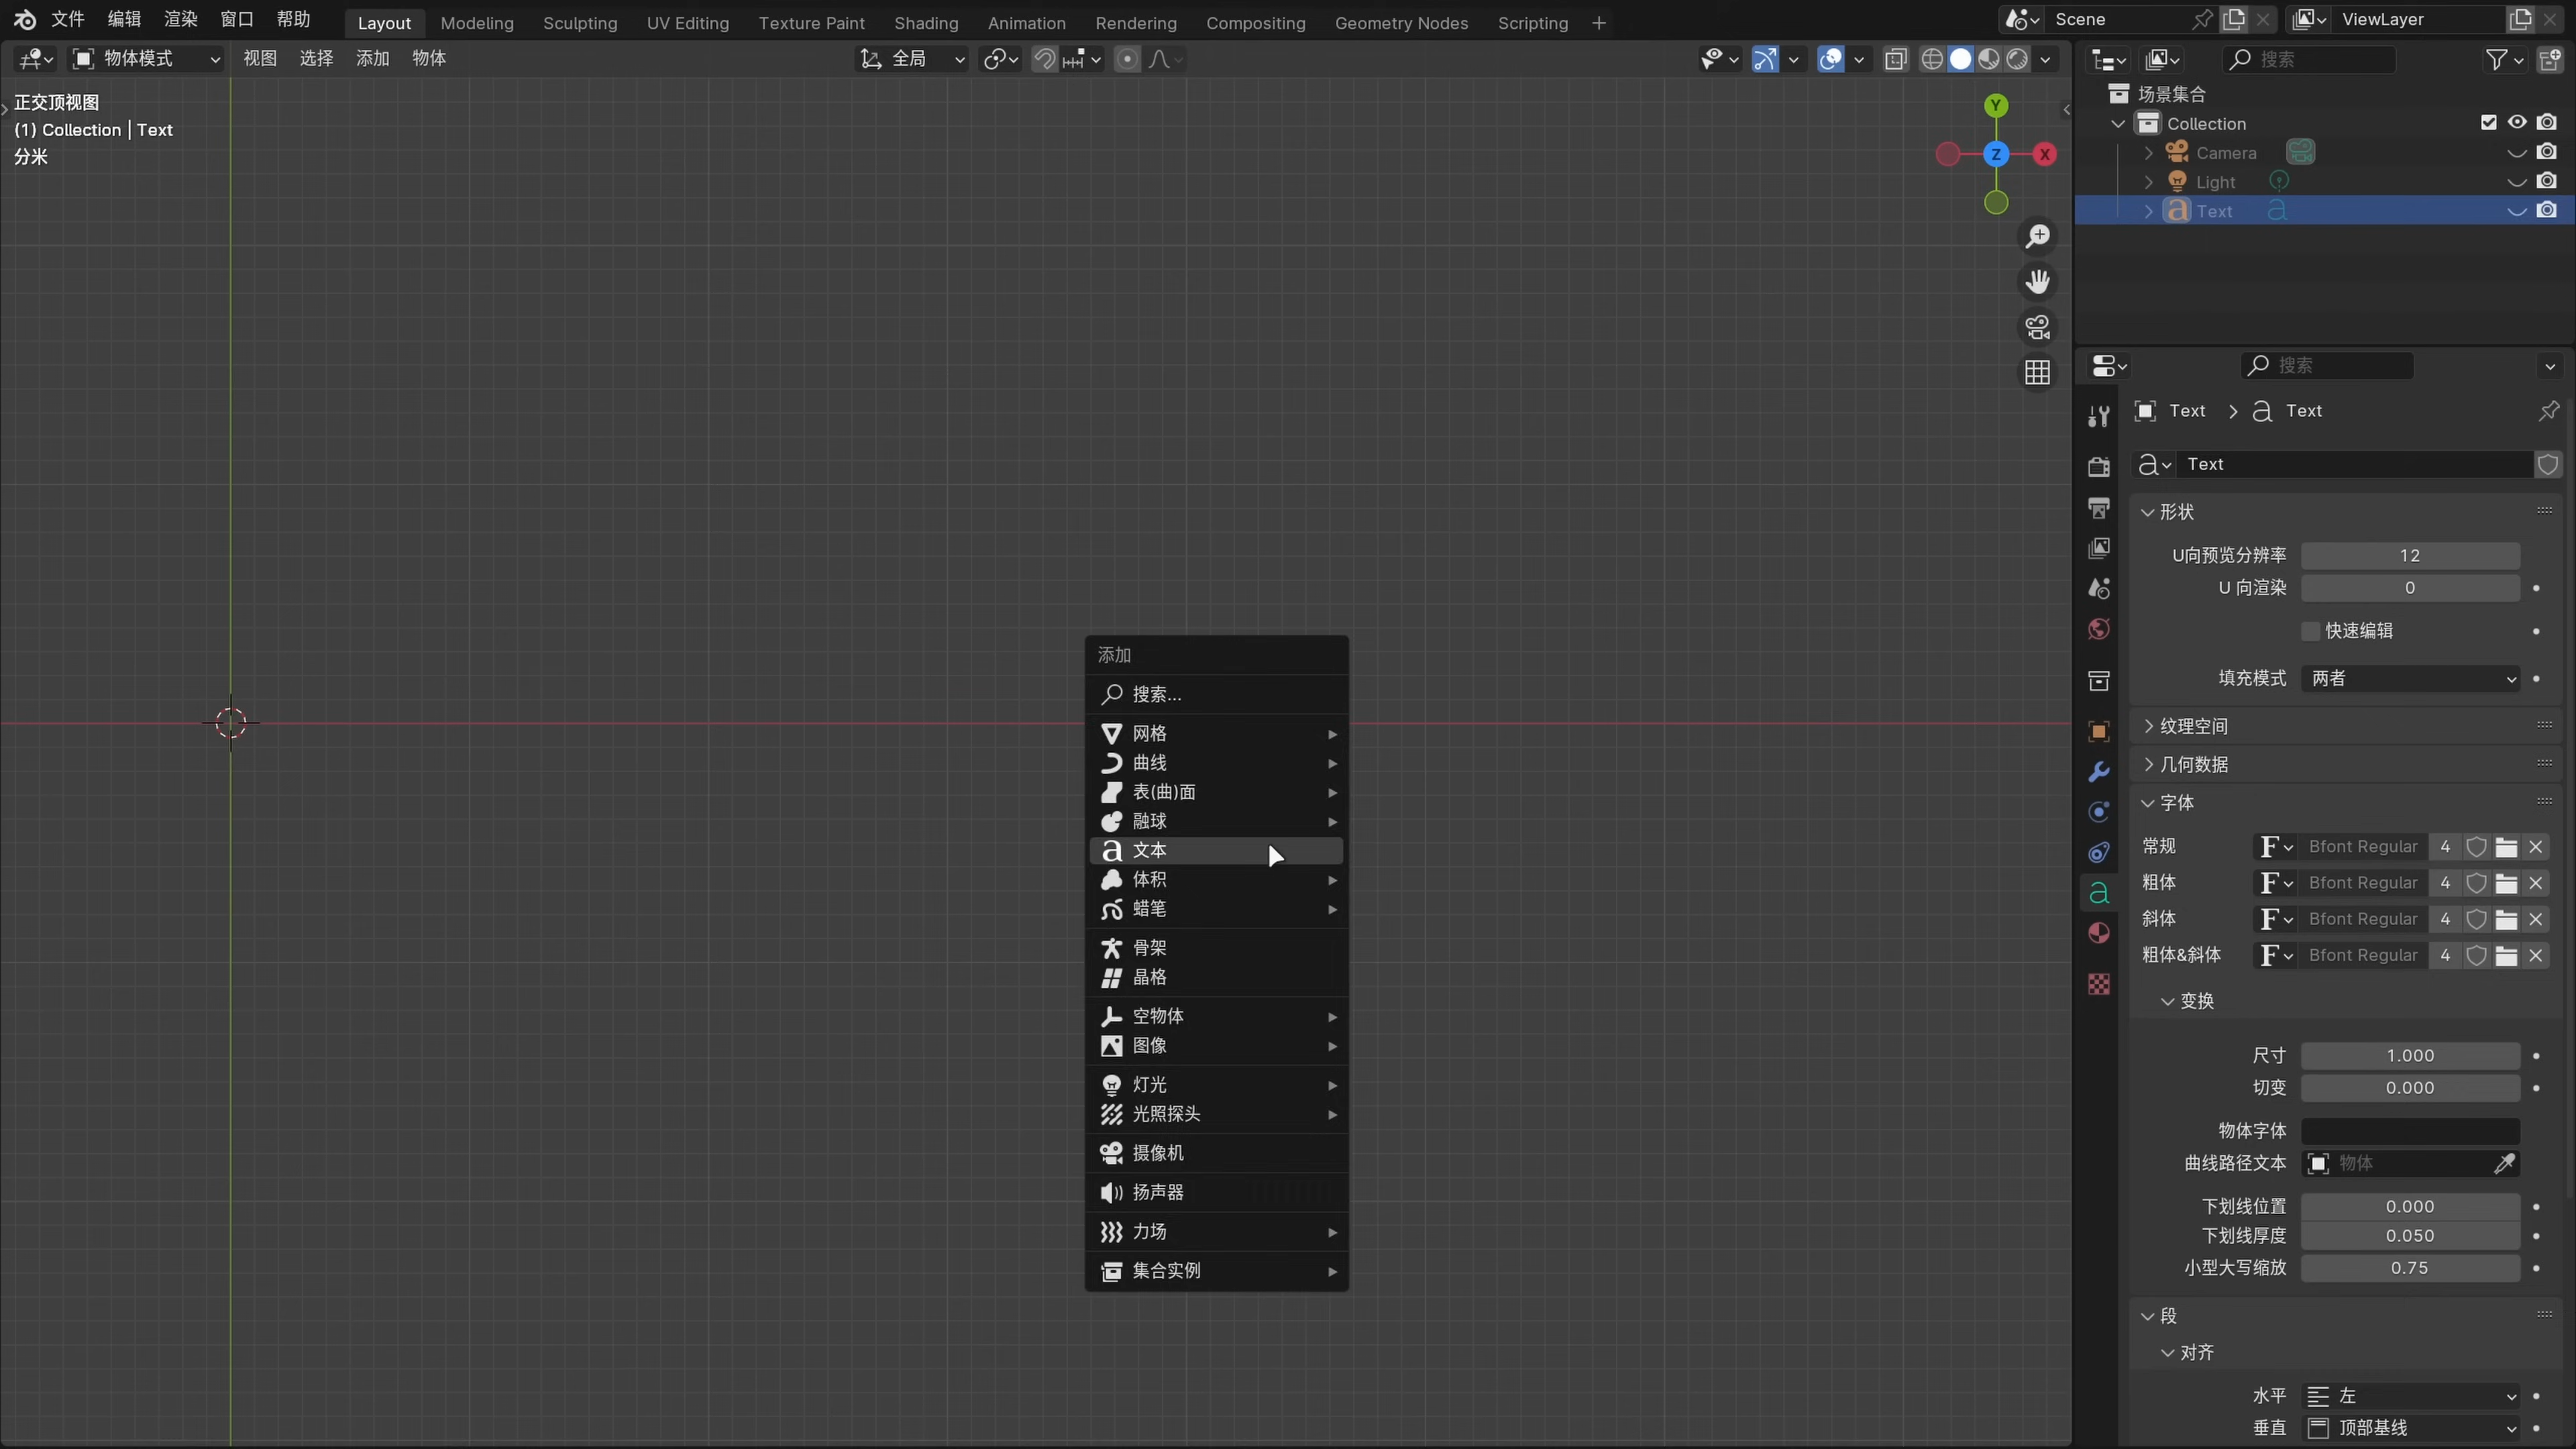 文件 编辑 渲染 窗口 帮助 Layout Modeling Sculpting UV Editing Texture Paint Shading Animation Rendering Compositing Geometry Nodes Scripting + Scene ViewLayer
物体模式 视图 选择 添加 物体 全局 搜索
正交顶视图
(1) Collection | Text
分米
Y
Z
X
场景集合
Collection
Camera
Light
Text
搜索
Text > Text
Text
形状
U向预览分辨率 12
U 向渲染 0
快速编辑
填充模式 两者
纹理空间
几何数据
字体
常规 F Bfont Regular 4
粗体 F Bfont Regular 4
斜体 F Bfont Regular 4
粗体&斜体 F Bfont Regular 4
变换
尺寸 1.000
切变 0.000
物体字体
曲线路径文本 物体
下划线位置 0.000
下划线厚度 0.050
小型大写缩放 0.75
段
对齐
水平 左
垂直 顶部基线
添加
搜索...
网格
曲线
表(曲)面
融球
文本
体积
蜡笔
骨架
晶格
空物体
图像
灯光
光照探头
摄像机
扬声器
力场
集合实例